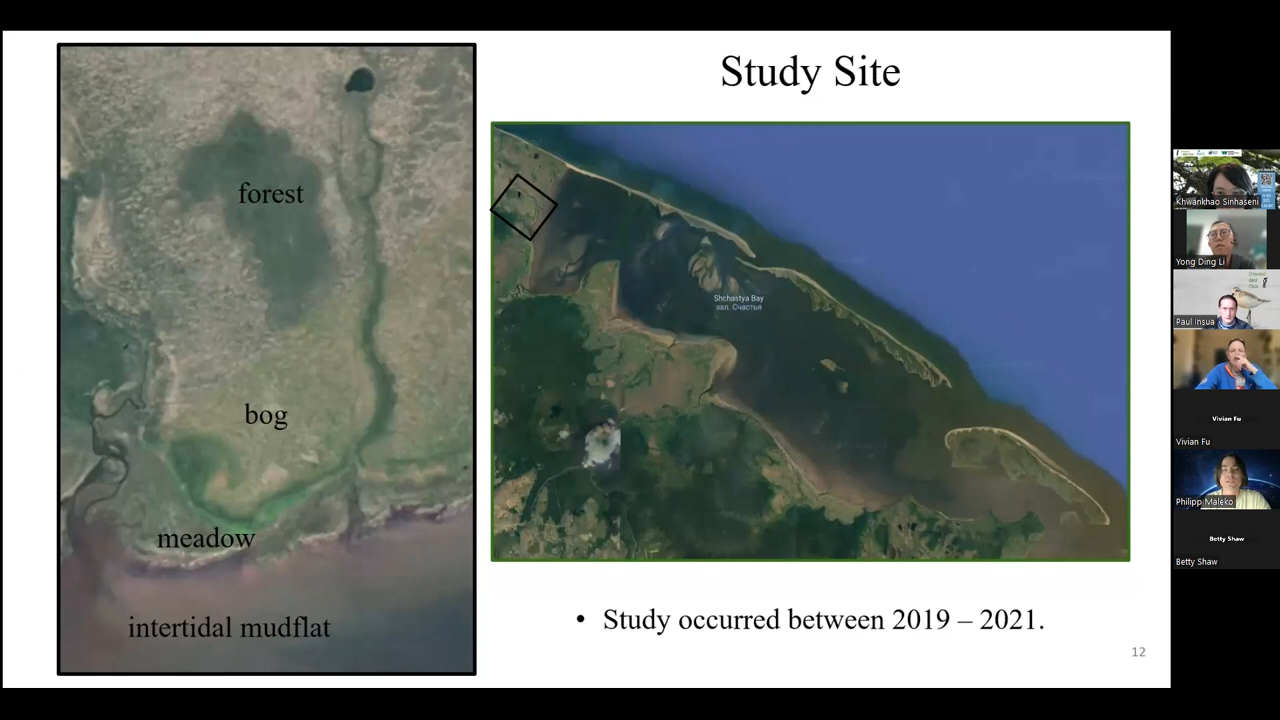 Study Site
forest
bog
meadow
intertidal mudflat
Shchastya Bay
зал. Счастья
• Study occurred between 2019 – 2021.
12
Khwankhao Sinhaseni
Yong Ding Li
Paul Insua
Vivian Fu
Vivian Fu
Philipp Maleko
Betty Shaw
Betty Shaw